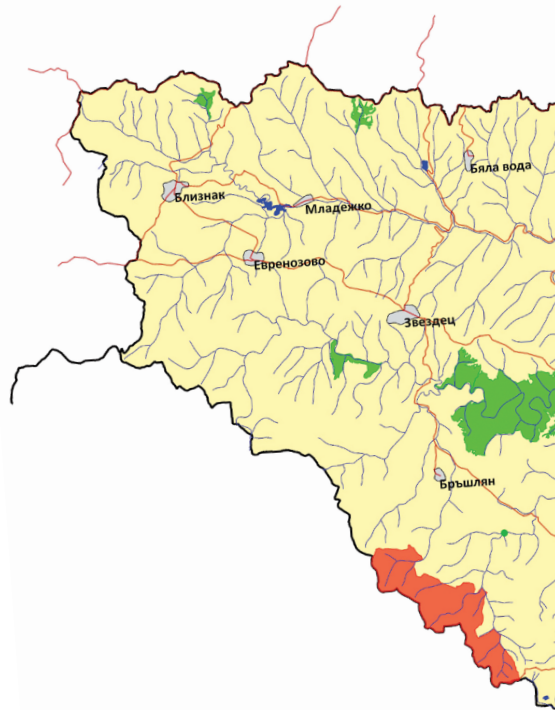 Бяла вода
Близнак
Младежко
Евренозово
Звездец
Бръшлян